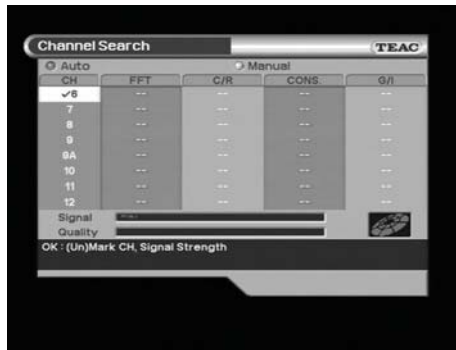 Channel Search TEAC
Auto Manual
CH FFT C/R CONS. G/I
✓6 -- -- -- --
7 -- -- -- --
8 -- -- -- --
9 -- -- -- --
9A -- -- -- --
10 -- -- -- --
11 -- -- -- --
12 -- -- -- --
Signal
Quality
OK : (Un)Mark CH, Signal Strength